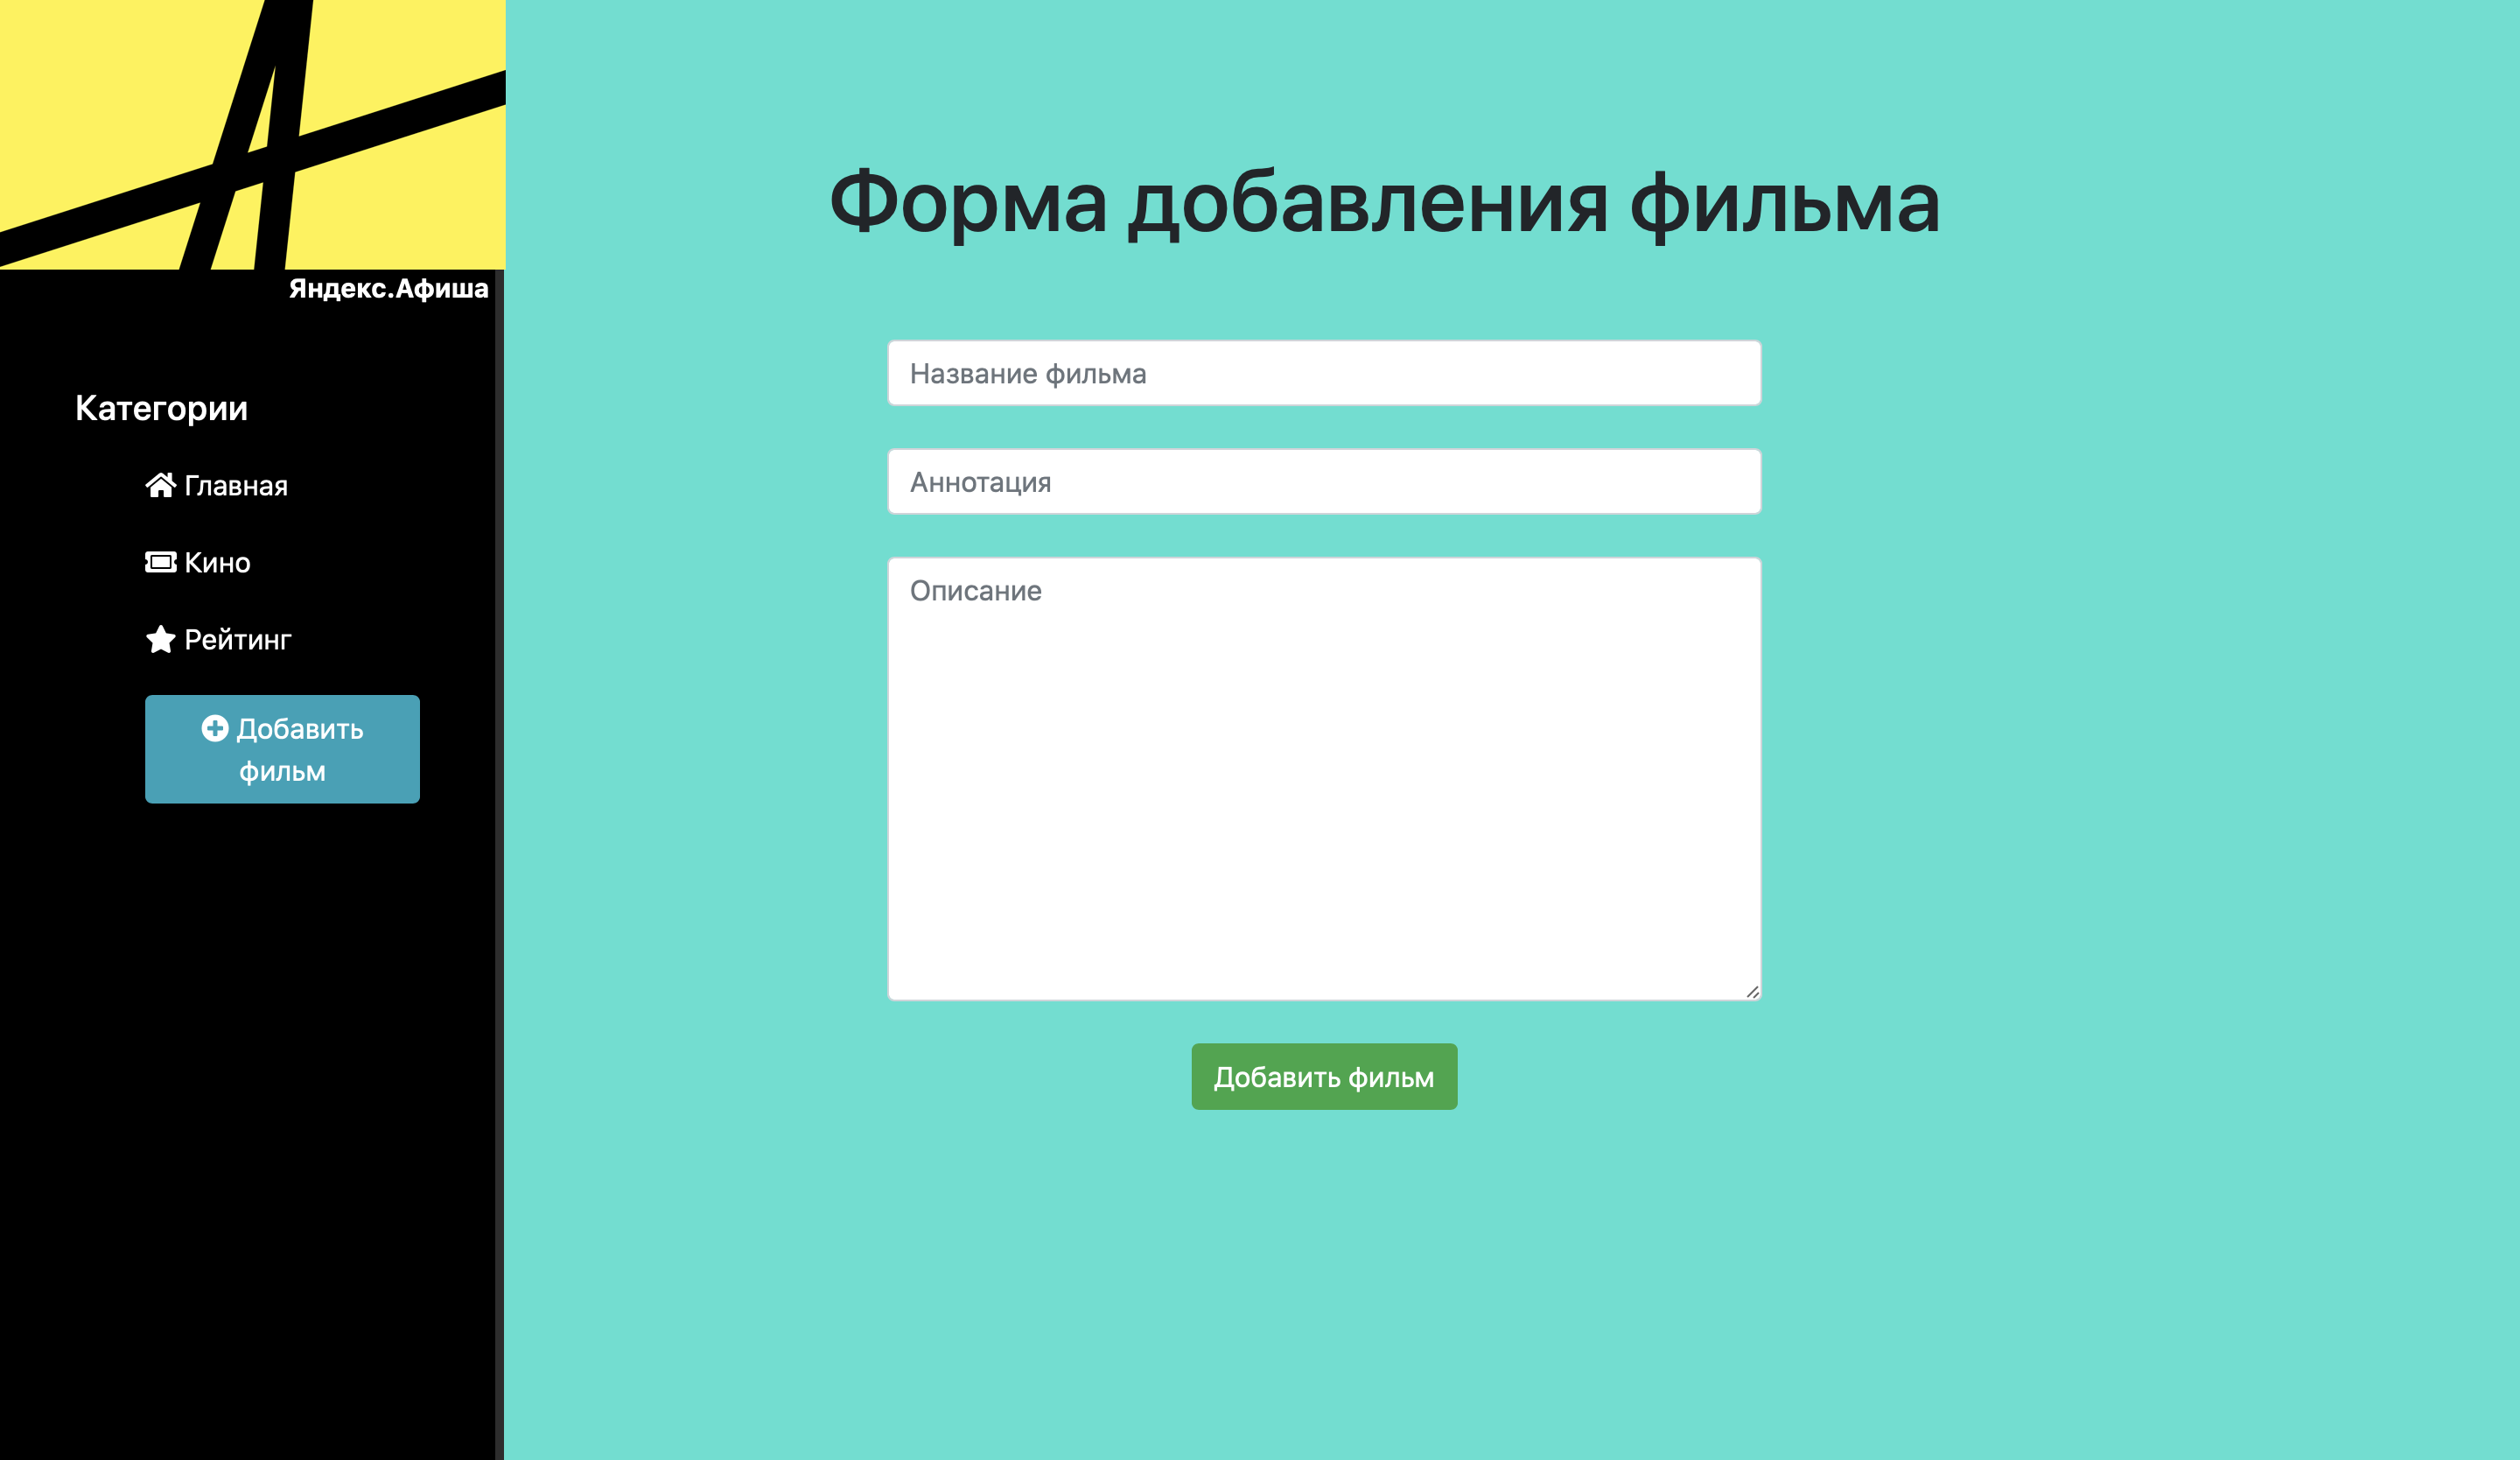 Яндекс.Афиша
Категории
Главная
Кино
Рейтинг
Добавить
фильм
Форма добавления фильма
Название фильма
Аннотация
Описание
Добавить фильм